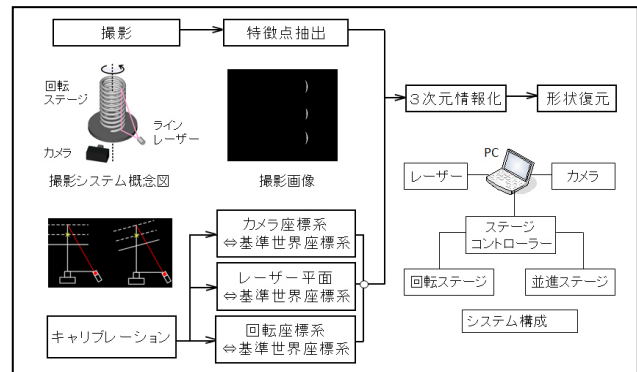 撮影
特徴点抽出
回転
ステージ
ライン
レーザー
カメラ
撮影システム概念図
撮影画像
3次元情報化
形状復元
PC
レーザー
カメラ
ステージ
コントローラー
回転ステージ
並進ステージ
システム構成
カメラ座標系
⇔基準世界座標系
レーザー平面
⇔基準世界座標系
キャリブレーション
回転座標系
⇔基準世界座標系